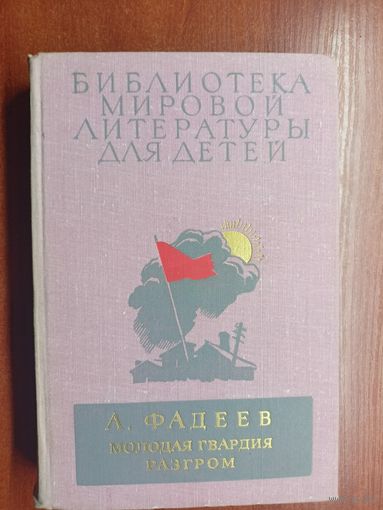 БИБЛИОТЕКА
МИРОВОЙ
ЛИТЕРАТУРЫ
ДЛЯ ДЕТЕЙ
А. ФАДЕЕВ
МОЛОДАЯ ГВАРДИЯ
РАЗГРОМ